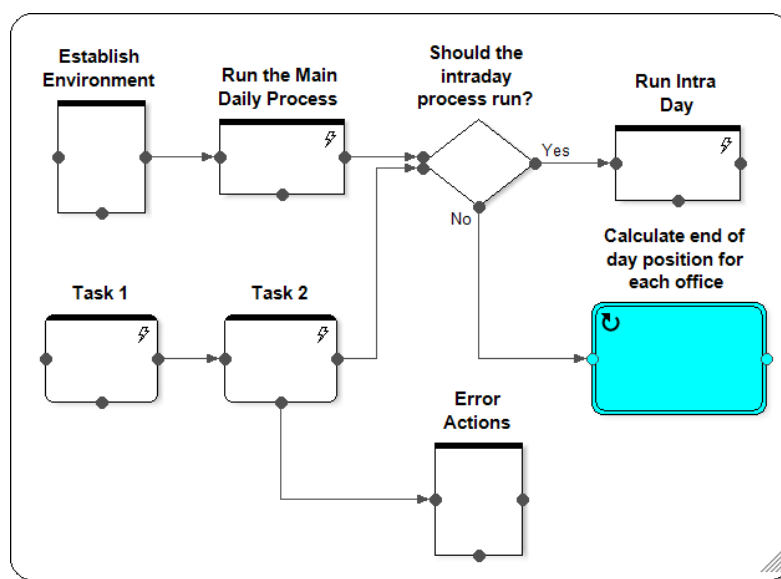 Establish
Environment
Run the Main
Daily Process
Should the
intraday
process run?
Run Intra
Day
Yes
No
Calculate end of
day position for
each office
Task 1
Task 2
Error
Actions